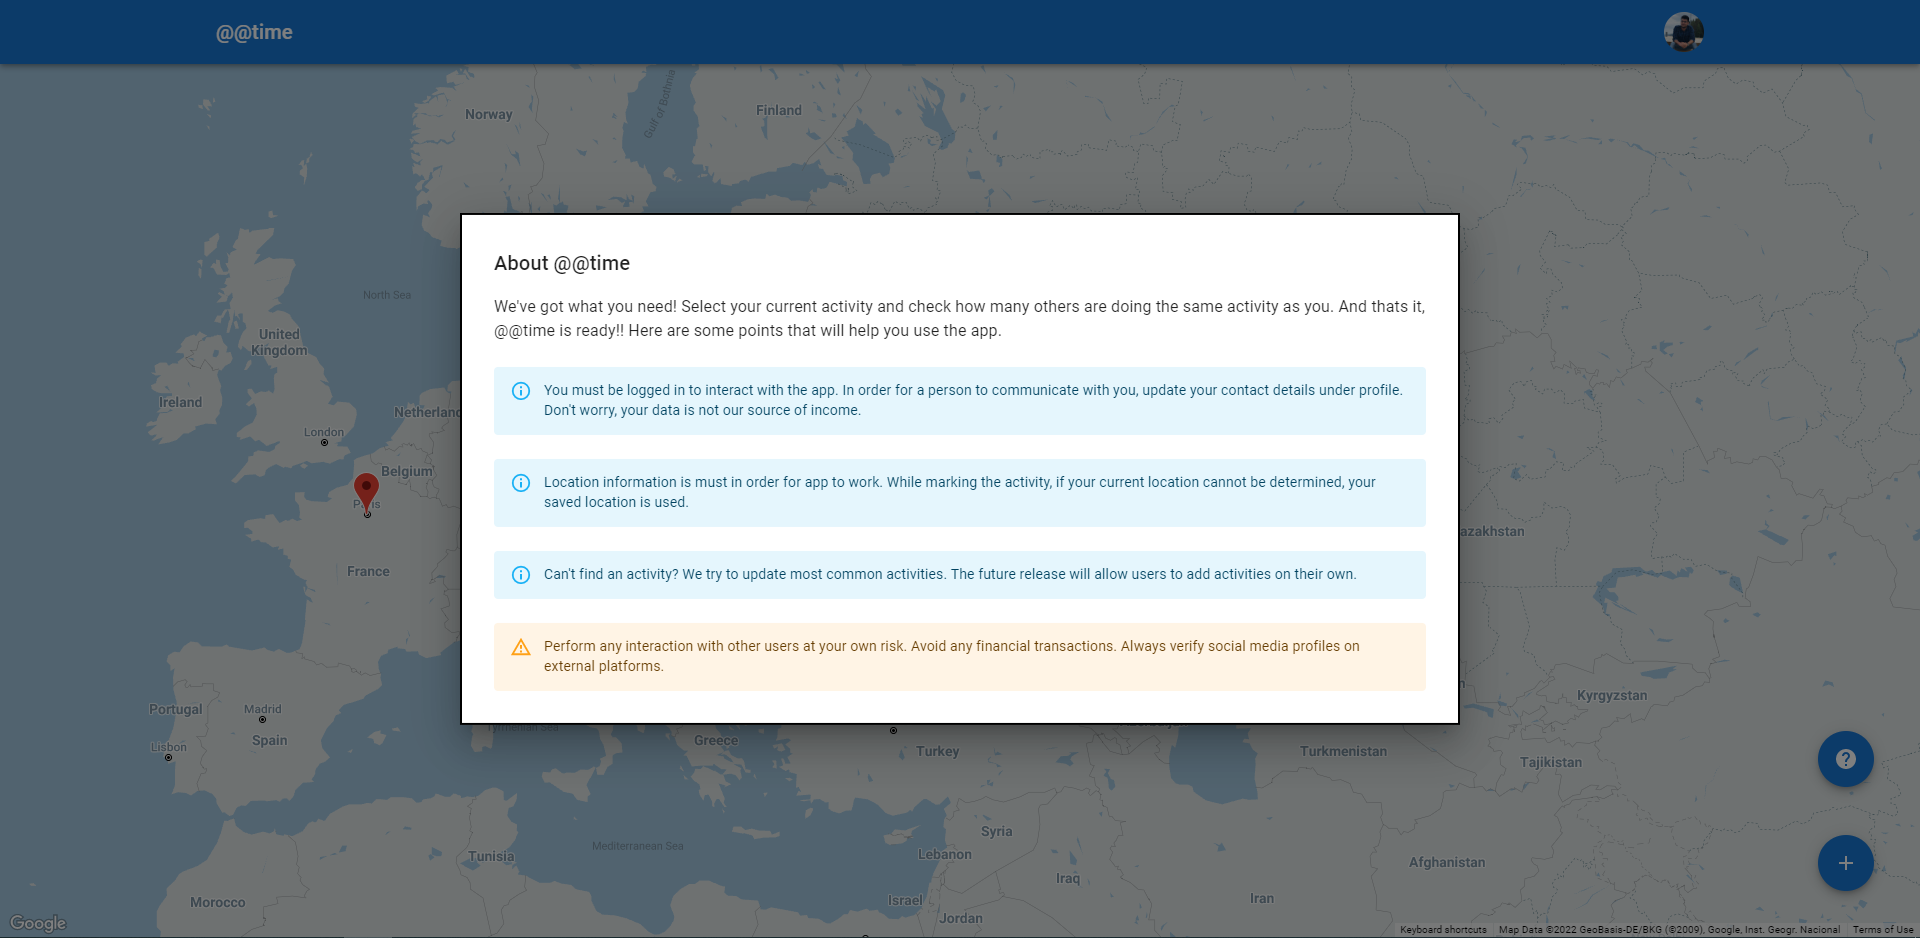 @@time
Norway
Finland
Gulf of Bothnia
About @@time
North Sea
We've got what you need! Select your current activity and check how many others are doing the same activity as you. And thats it,
@@time is ready!! Here are some points that will help you use the app.
United
Kingdom
You must be logged in to interact with the app. In order for a person to communicate with you, update your contact details under profile.
Don't worry, your data is not our source of income.
Ireland
Netherland
London
Belgium
Location information is must in order for app to work. While marking the activity, if your current location cannot be determined, your
saved location is used.
azakhstan
France
Can't find an activity? We try to update most common activities. The future release will allow users to add activities on their own.
Perform any interaction with other users at your own risk. Avoid any financial transactions. Always verify social media profiles on
external platforms.
Kyrgyzstan
Portugal
Madrid
Spain
Lisbon
Tyrrhenian Sea
Greece
Turkey
Turkmenistan
Tajikistan
Syria
Mediterranean Sea
Lebanon
Tunisia
Afghanistan
Iraq
Morocco
Israel
Iran
Jordan
Google
Keyboard shortcuts
Map Data ©2022 GeoBasis-DE/BKG (©2009), Google, Inst. Geogr. Nacional
Terms of Use